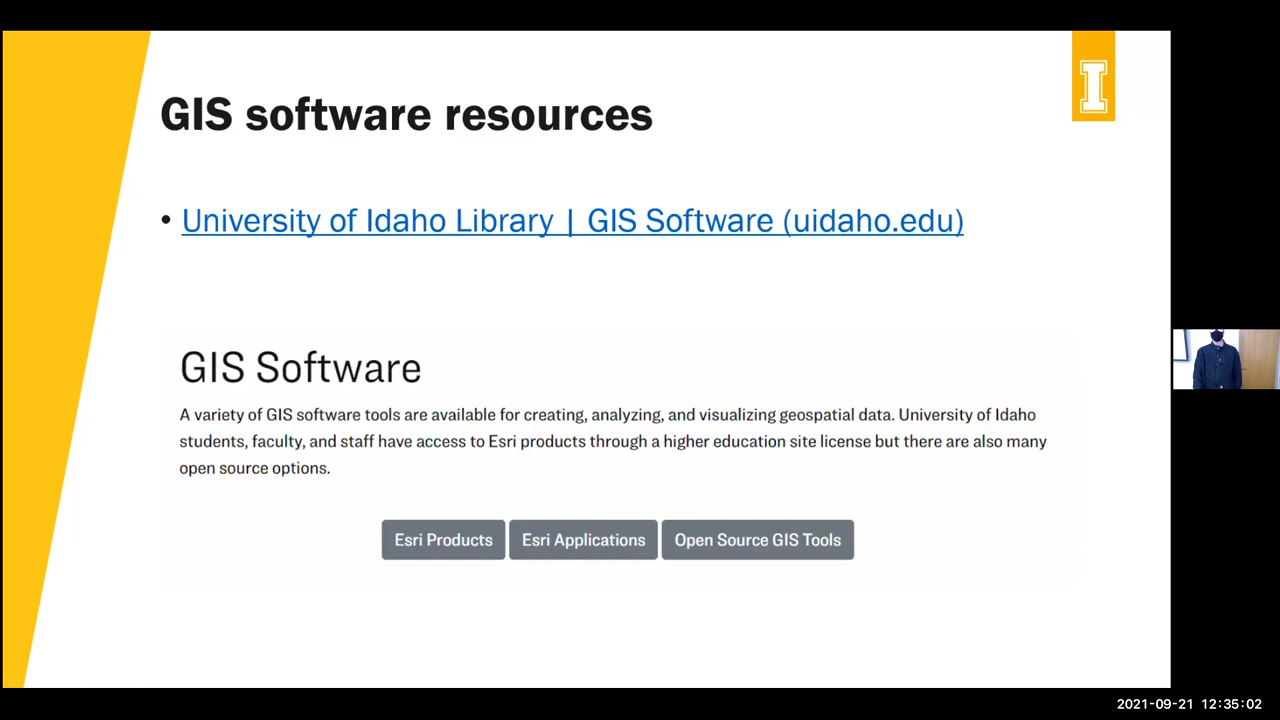 I
GIS software resources
• University of Idaho Library | GIS Software (uidaho.edu)
GIS Software
A variety of GIS software tools are available for creating, analyzing, and visualizing geospatial data. University of Idaho
students, faculty, and staff have access to Esri products through a higher education site license but there are also many
open source options.
Esri Products
Esri Applications
Open Source GIS Tools
2021-09-21 12:35:02